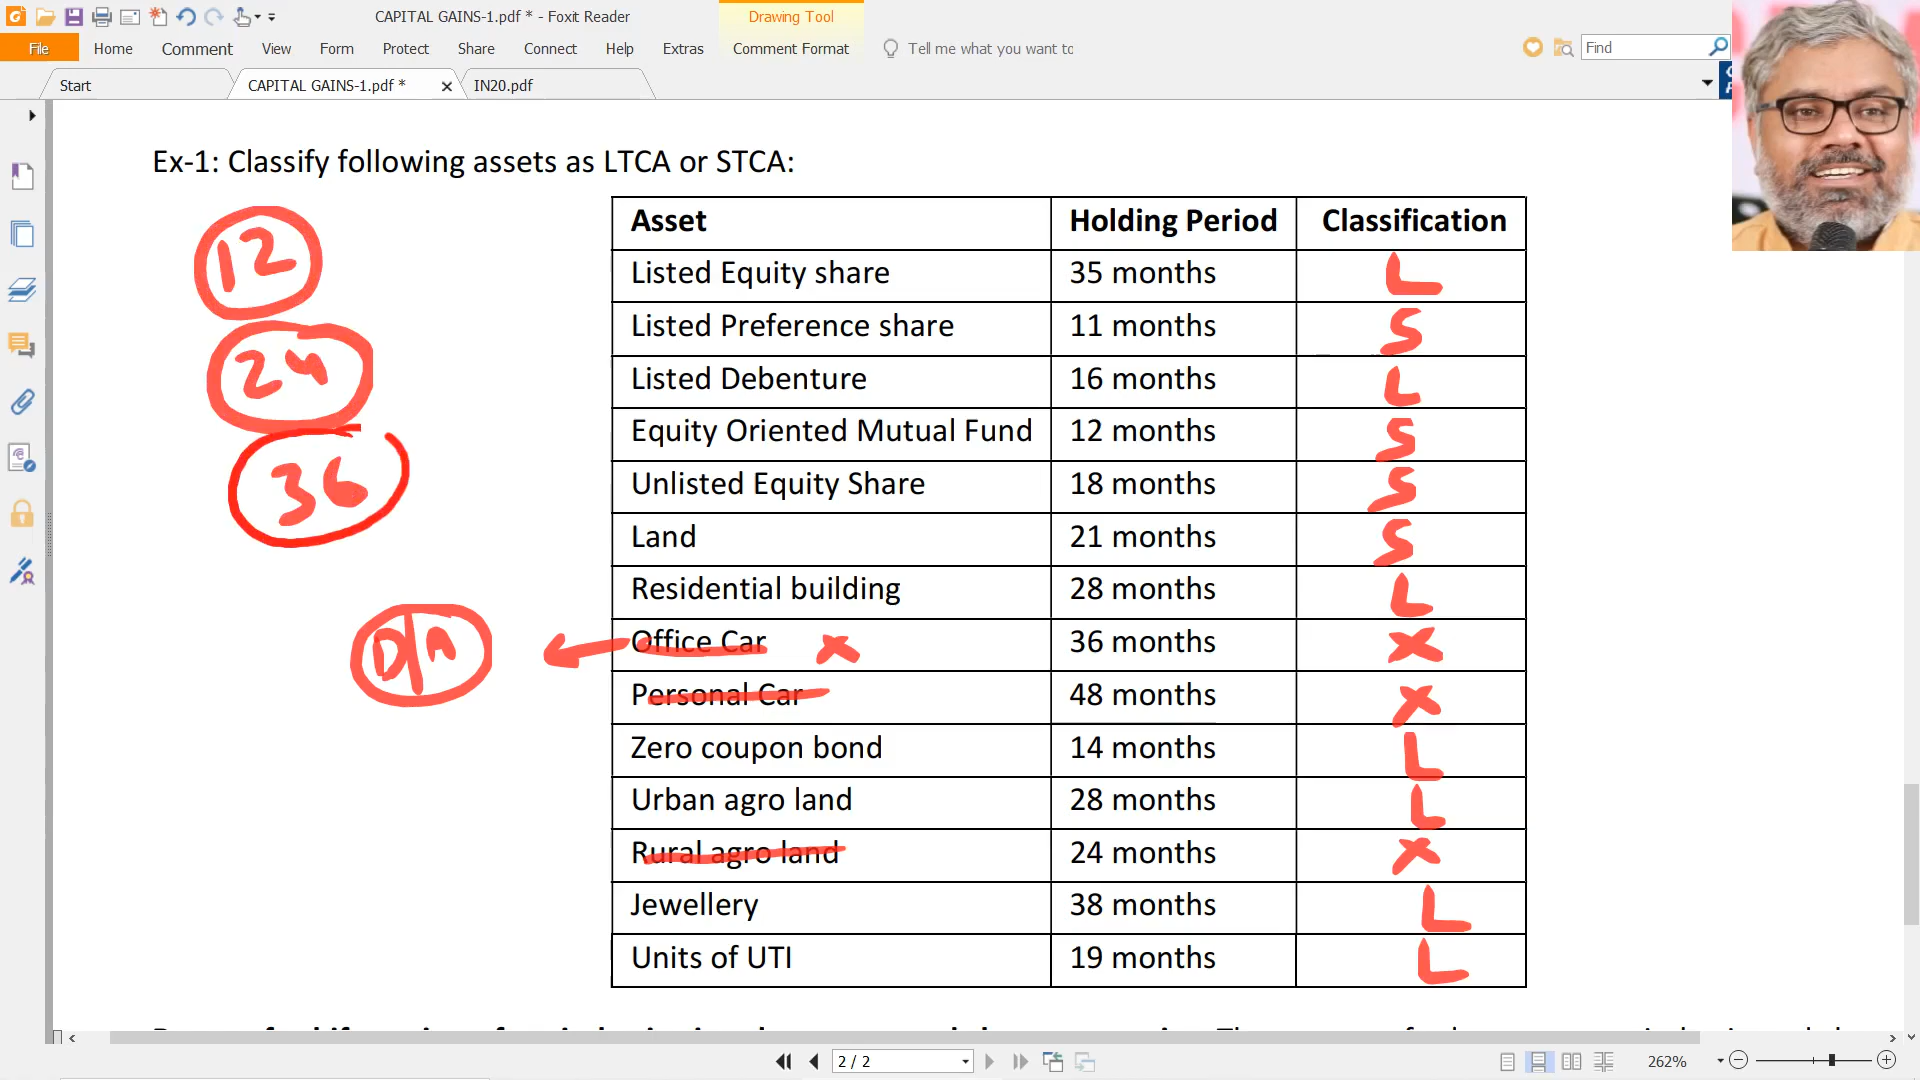 CAPITAL GAINS-1.pdf * - Foxit Reader
Drawing Tool
File Home Comment View Form Protect Share Connect Help Extras Comment Format Tell me what you want to Find
Start CAPITAL GAINS-1.pdf * IN20.pdf
Ex-1: Classify following assets as LTCA or STCA:
12
24
36
D/A
Asset Holding Period Classification
Listed Equity share 35 months L
Listed Preference share 11 months S
Listed Debenture 16 months L
Equity Oriented Mutual Fund 12 months S
Unlisted Equity Share 18 months S
Land 21 months S
Residential building 28 months L
Office Car X 36 months X
Personal Car 48 months X
Zero coupon bond 14 months L
Urban agro land 28 months L
Rural agro land 24 months X
Jewellery 38 months L
Units of UTI 19 months L
2 / 2 262%